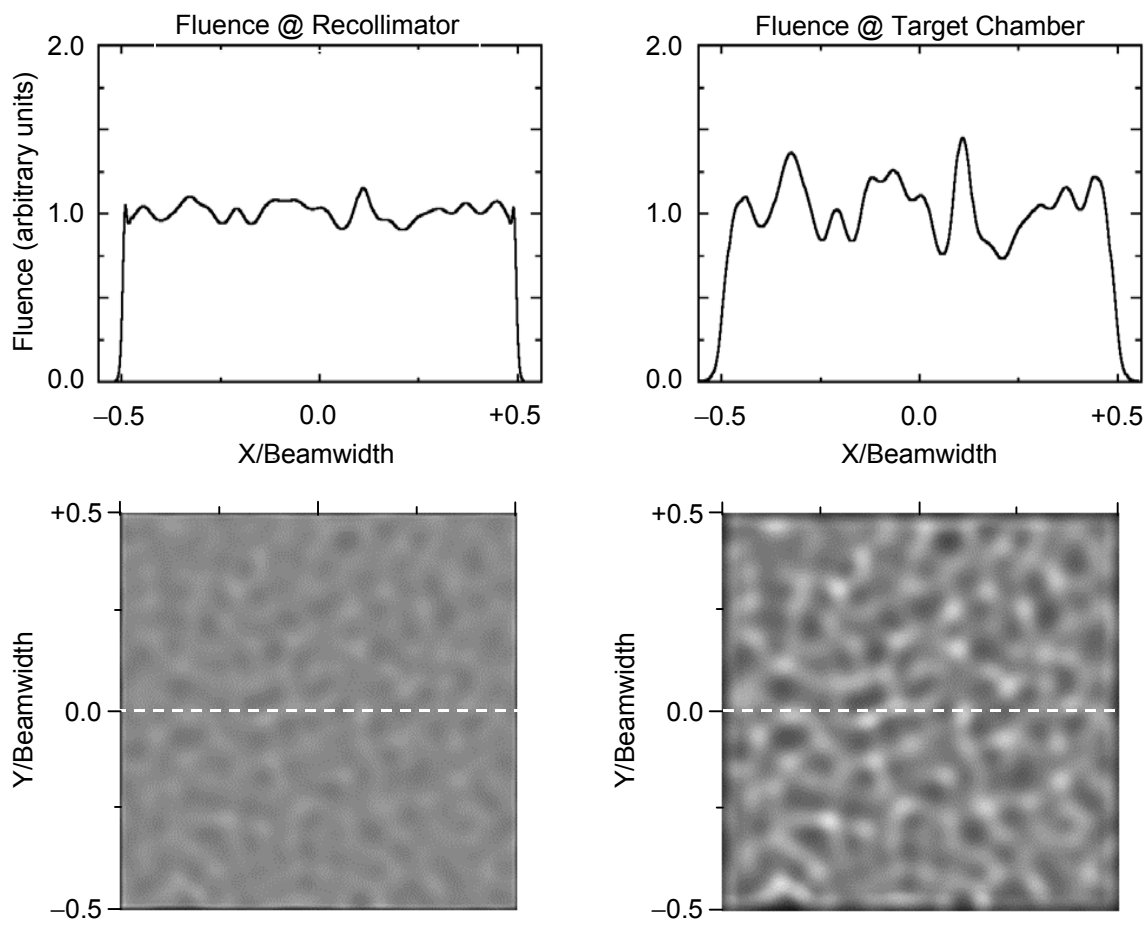 Fluence @ Recollimator
2.0
1.0
0.0
Fluence (arbitrary units)
–0.5 0.0 +0.5
X/Beamwidth
Fluence @ Target Chamber
2.0
1.0
0.0
–0.5 0.0 +0.5
X/Beamwidth
+0.5
0.0
–0.5
Y/Beamwidth
+0.5
0.0
–0.5
Y/Beamwidth